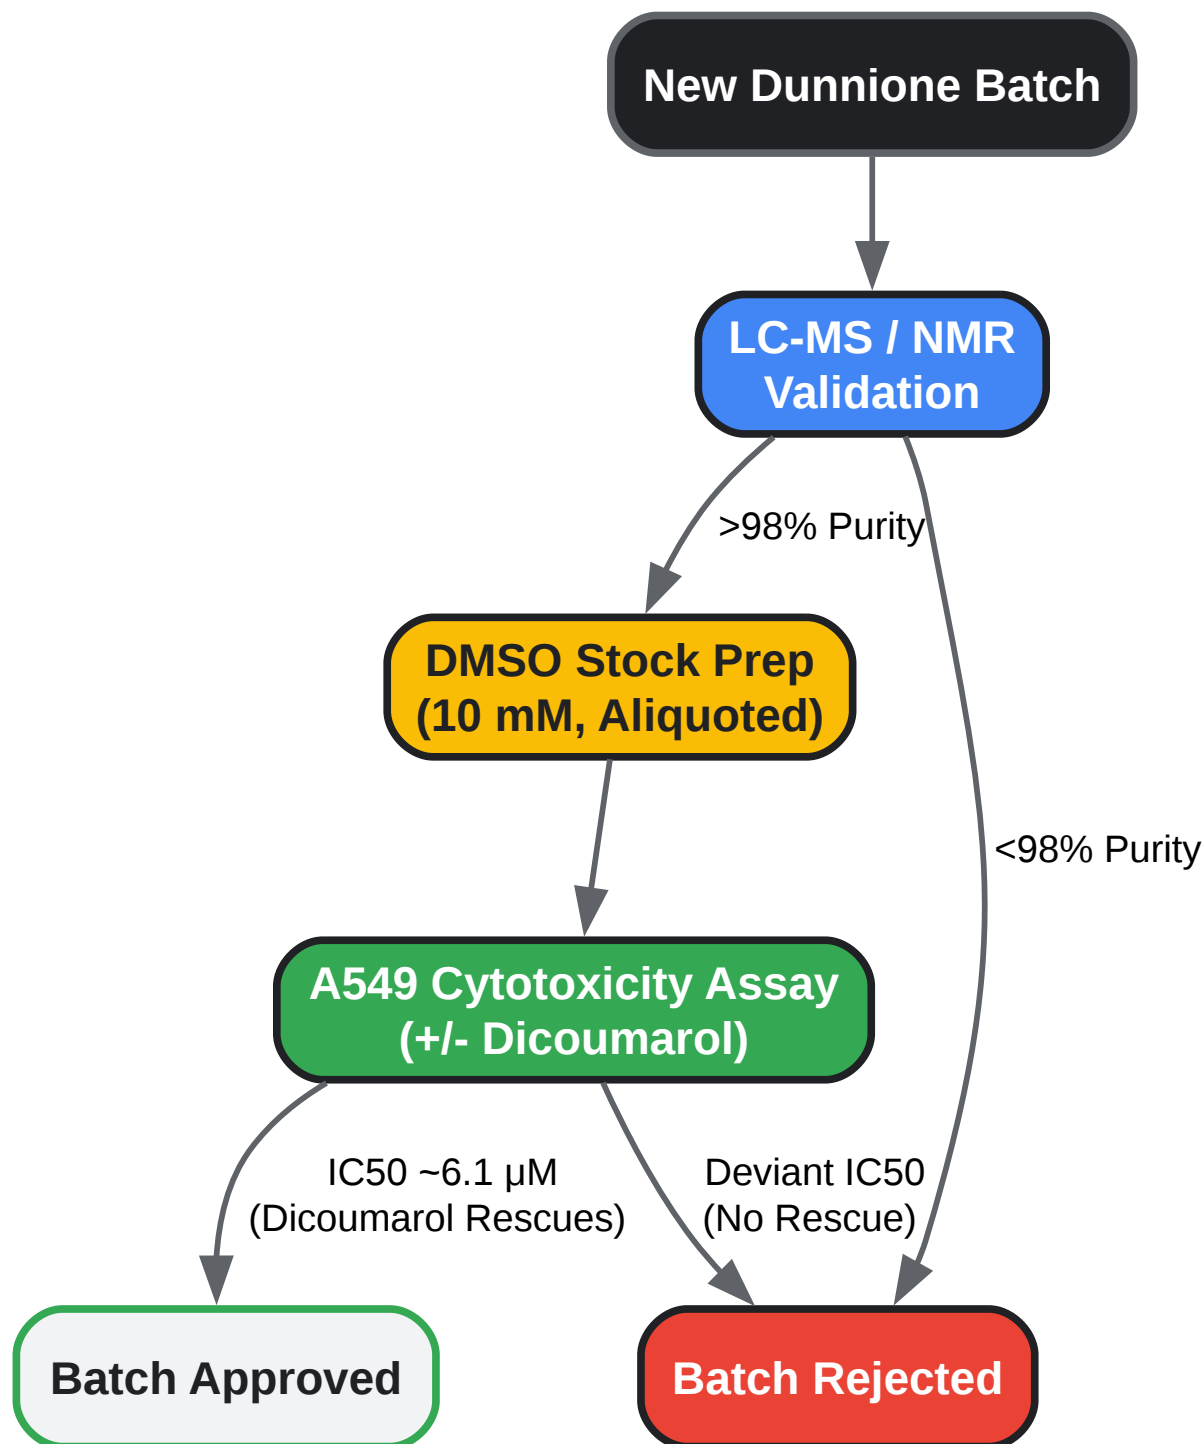 New Dunnione Batch
LC-MS / NMR
Validation
>98% Purity
DMSO Stock Prep
(10 mM, Aliquoted)
<98% Purity
A549 Cytotoxicity Assay
(+/- Dicoumarol)
IC50 ~6.1 μM
(Dicoumarol Rescues)
Deviant IC50
(No Rescue)
Batch Approved
Batch Rejected